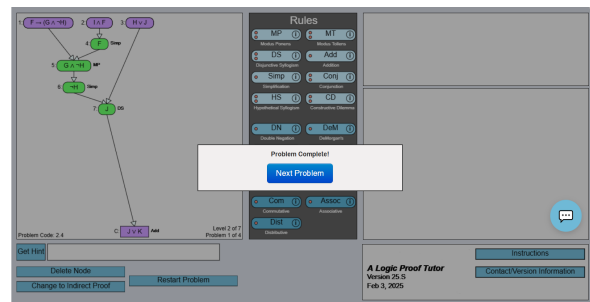 1: F → (G ∧ ¬H) 2: I ∧ F 3: H ∨ J
4: F Simp
5: G ∧ ¬H MP
6: ¬H Simp
7: J DS
C: J ∨ K Add
Problem Code: 2.4
Level 2 of 7
Problem 1 of 4
Rules
MP MT
Modus Ponens Modus Tollens
DS Add
Disjunctive Syllogism Addition
Simp Conj
Simplification Conjunction
HS CD
Hypothetical Syllogism Constructive Dilemma
DN DeM
Double Negation DeMorgan's
Problem Complete!
Next Problem
Com Assoc
Commutative Associative
Dist
Distributive
Get Hint
Delete Node
Change to Indirect Proof
Restart Problem
A Logic Proof Tutor
Version 25.S
Feb 3, 2025
Instructions
Contact/Version Information